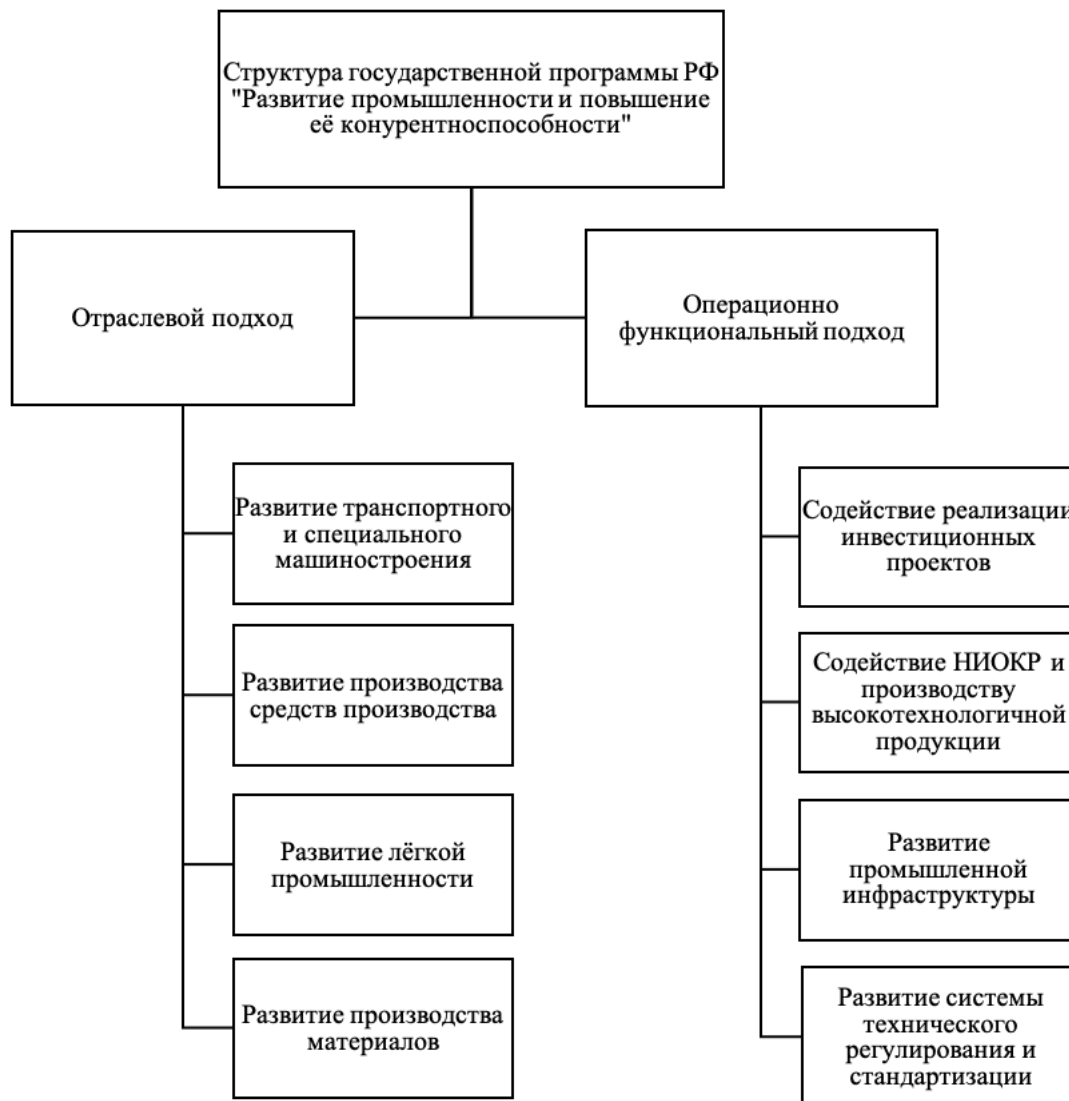 Структура государственной программы РФ
"Развитие промышленности и повышение
её конурентноспособности"
Отраслевой подход
Операционно
функциональный подход
Развитие транспортного
и специального
машиностроения
Развитие производства
средств производства
Развитие лёгкой
промышленности
Развитие производства
материалов
Содействие реализации
инвестиционных
проектов
Содействие НИОКР и
производству
высокотехнологичной
продукции
Развитие
промышленной
инфраструктуры
Развитие системы
технического
регулирования и
стандартизации